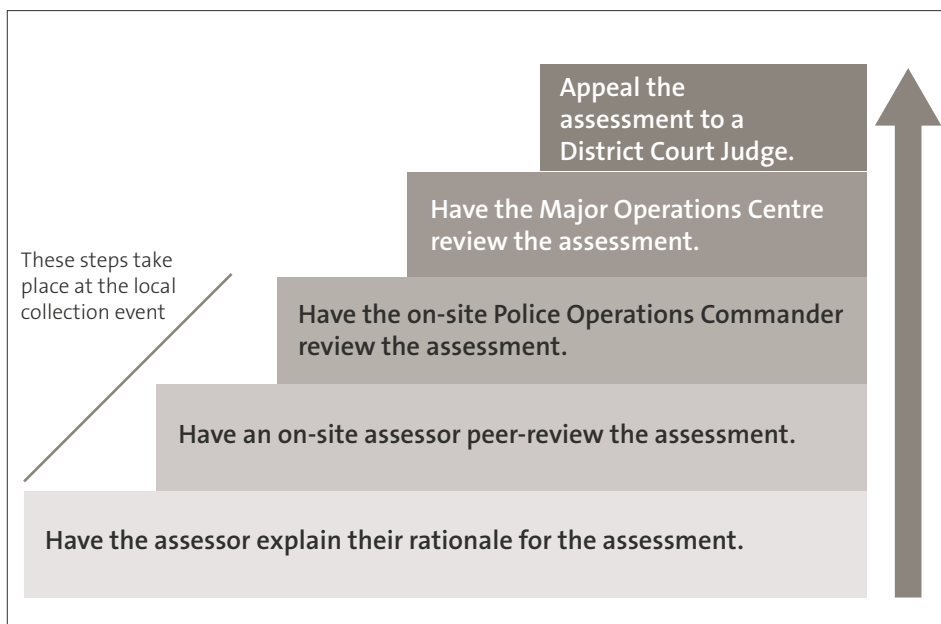 Appeal the
assessment to a
District Court Judge.
Have the Major Operations Centre
review the assessment.
These steps take
place at the local
collection event
Have the on-site Police Operations Commander
review the assessment.
Have an on-site assessor peer-review the assessment.
Have the assessor explain their rationale for the assessment.